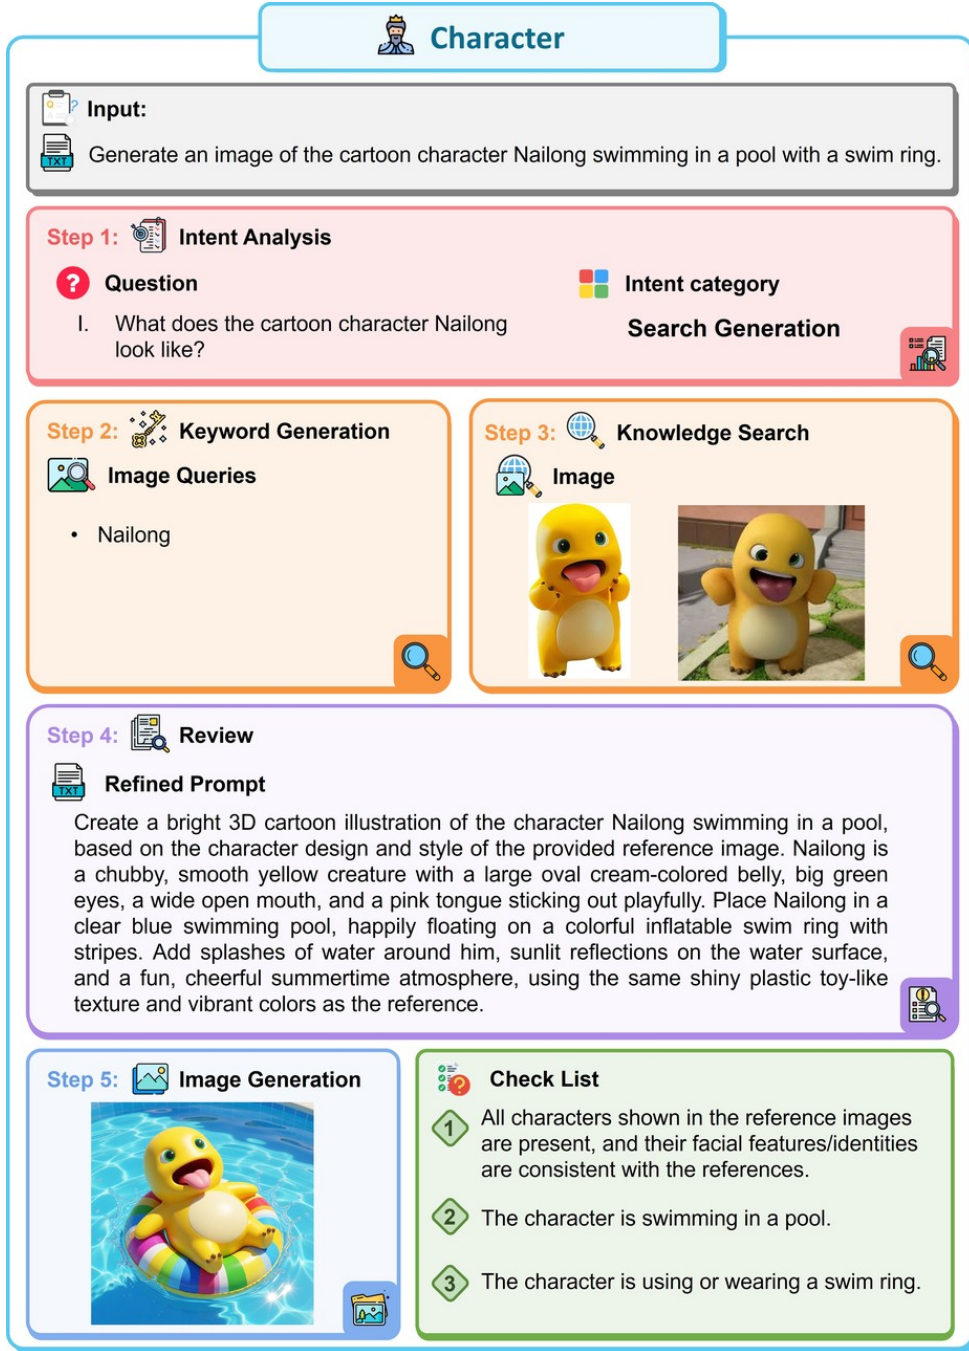 Character
Input:
TXT
Generate an image of the cartoon character Nailong swimming in a pool with a swim ring.
Step 1:
Intent Analysis
Question
Intent category
I. What does the cartoon character Nailong
look like?
Search Generation
Step 2:
Keyword Generation
Image Queries
• Nailong
Step 3:
Knowledge Search
Image
Step 4:
Review
TXT
Refined Prompt
Create a bright 3D cartoon illustration of the character Nailong swimming in a pool,
based on the character design and style of the provided reference image. Nailong is
a chubby, smooth yellow creature with a large oval cream-colored belly, big green
eyes, a wide open mouth, and a pink tongue sticking out playfully. Place Nailong in a
clear blue swimming pool, happily floating on a colorful inflatable swim ring with
stripes. Add splashes of water around him, sunlit reflections on the water surface,
and a fun, cheerful summertime atmosphere, using the same shiny plastic toy-like
texture and vibrant colors as the reference.
Step 5:
Image Generation
Check List
1
All characters shown in the reference images
are present, and their facial features/identities
are consistent with the references.
2
The character is swimming in a pool.
3
The character is using or wearing a swim ring.